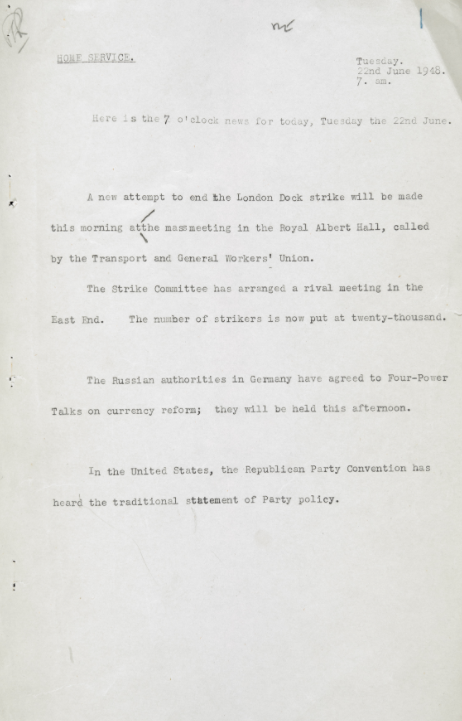 1
HOME SERVICE.
Tuesday.
22nd June 1948.
7. am.
Here is the 7 o'clock news for today, Tuesday the 22nd June.
A new attempt to end the London Dock strike will be made
this morning at the mass meeting in the Royal Albert Hall, called
by the Transport and General Workers' Union.
The Strike Committee has arranged a rival meeting in the
East End. The number of strikers is now put at twenty-thousand.
The Russian authorities in Germany have agreed to Four-Power
Talks on currency reform; they will be held this afternoon.
In the United States, the Republican Party Convention has
heard the traditional statement of Party policy.